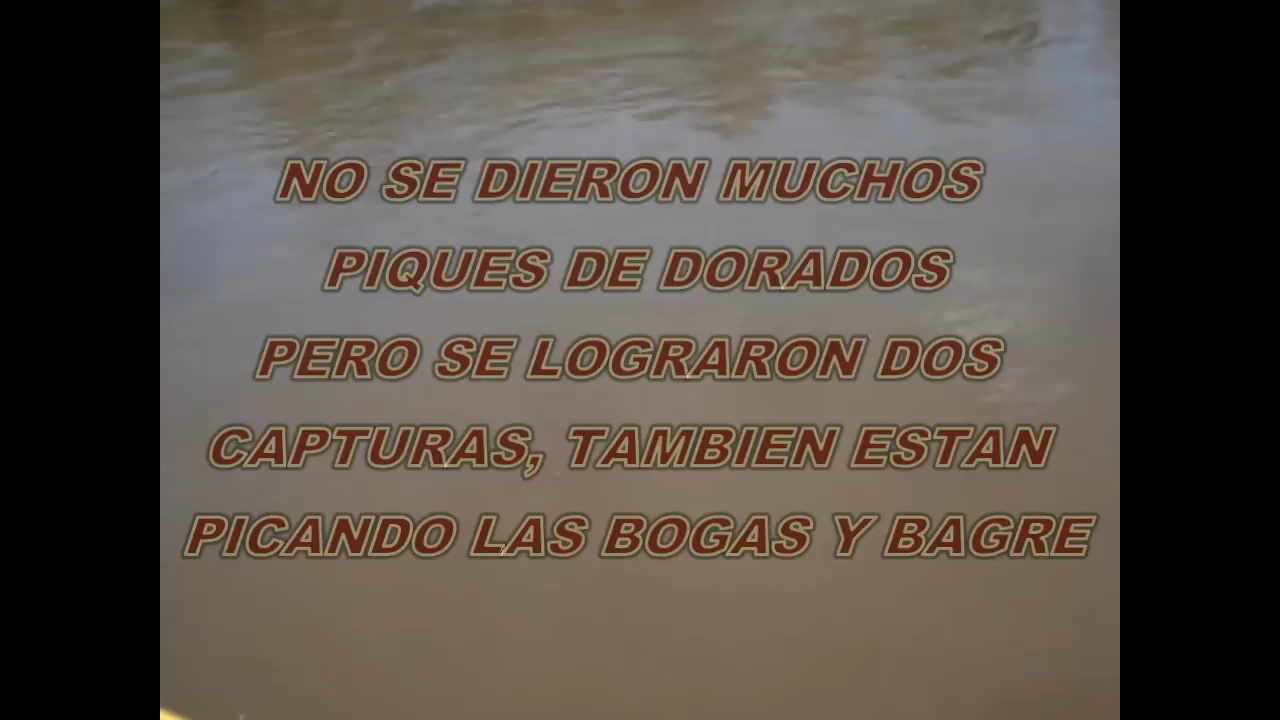 NO SE DIERON MUCHOS
PIQUES DE DORADOS
PERO SE LOGRARON DOS
CAPTURAS, TAMBIEN ESTAN
PICANDO LAS BOGAS Y BAGRE